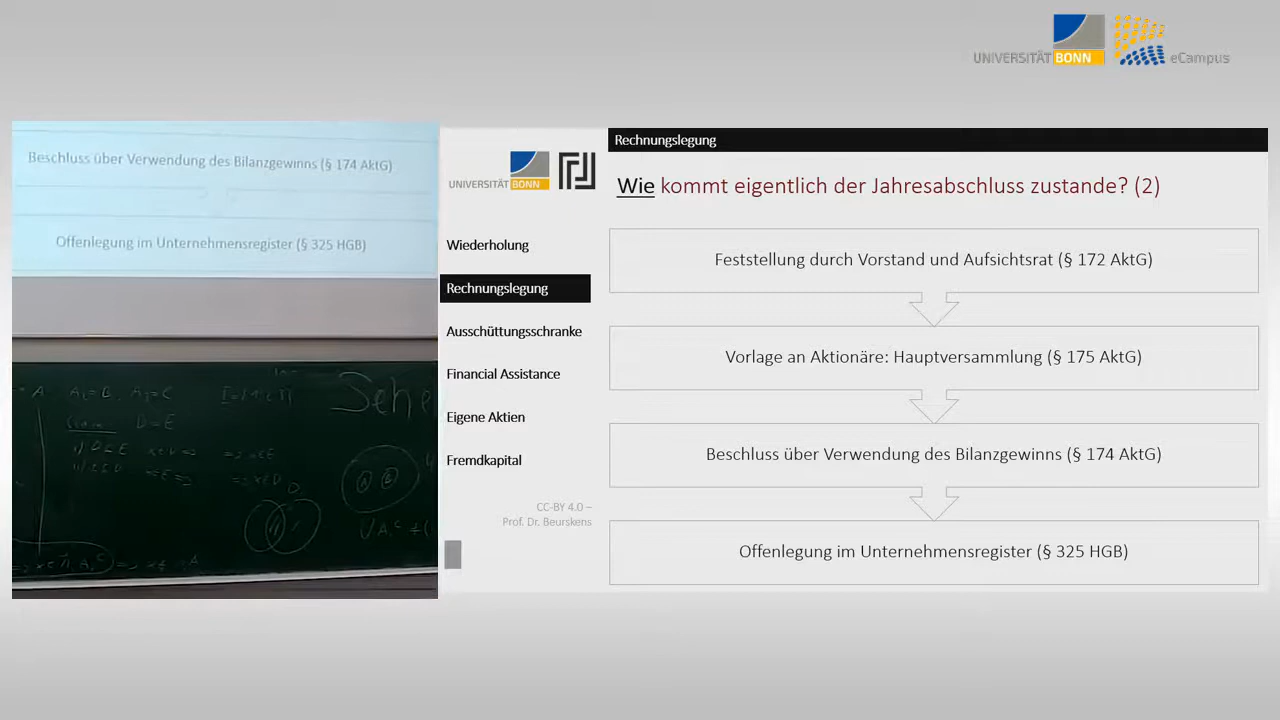 UNIVERSITÄT BONN eCampus
Beschluss über Verwendung des Bilanzgewinns (§ 174 AktG)
Offenlegung im Unternehmensregister (§ 325 HGB)
UNIVERSITÄT BONN
Wiederholung
Rechnungslegung
Ausschüttungsschranke
Financial Assistance
Eigene Aktien
Fremdkapital
CC-BY 4.0 –
Prof. Dr. Beurskens
Rechnungslegung
Wie kommt eigentlich der Jahresabschluss zustande? (2)
Feststellung durch Vorstand und Aufsichtsrat (§ 172 AktG)
Vorlage an Aktionäre: Hauptversammlung (§ 175 AktG)
Beschluss über Verwendung des Bilanzgewinns (§ 174 AktG)
Offenlegung im Unternehmensregister (§ 325 HGB)